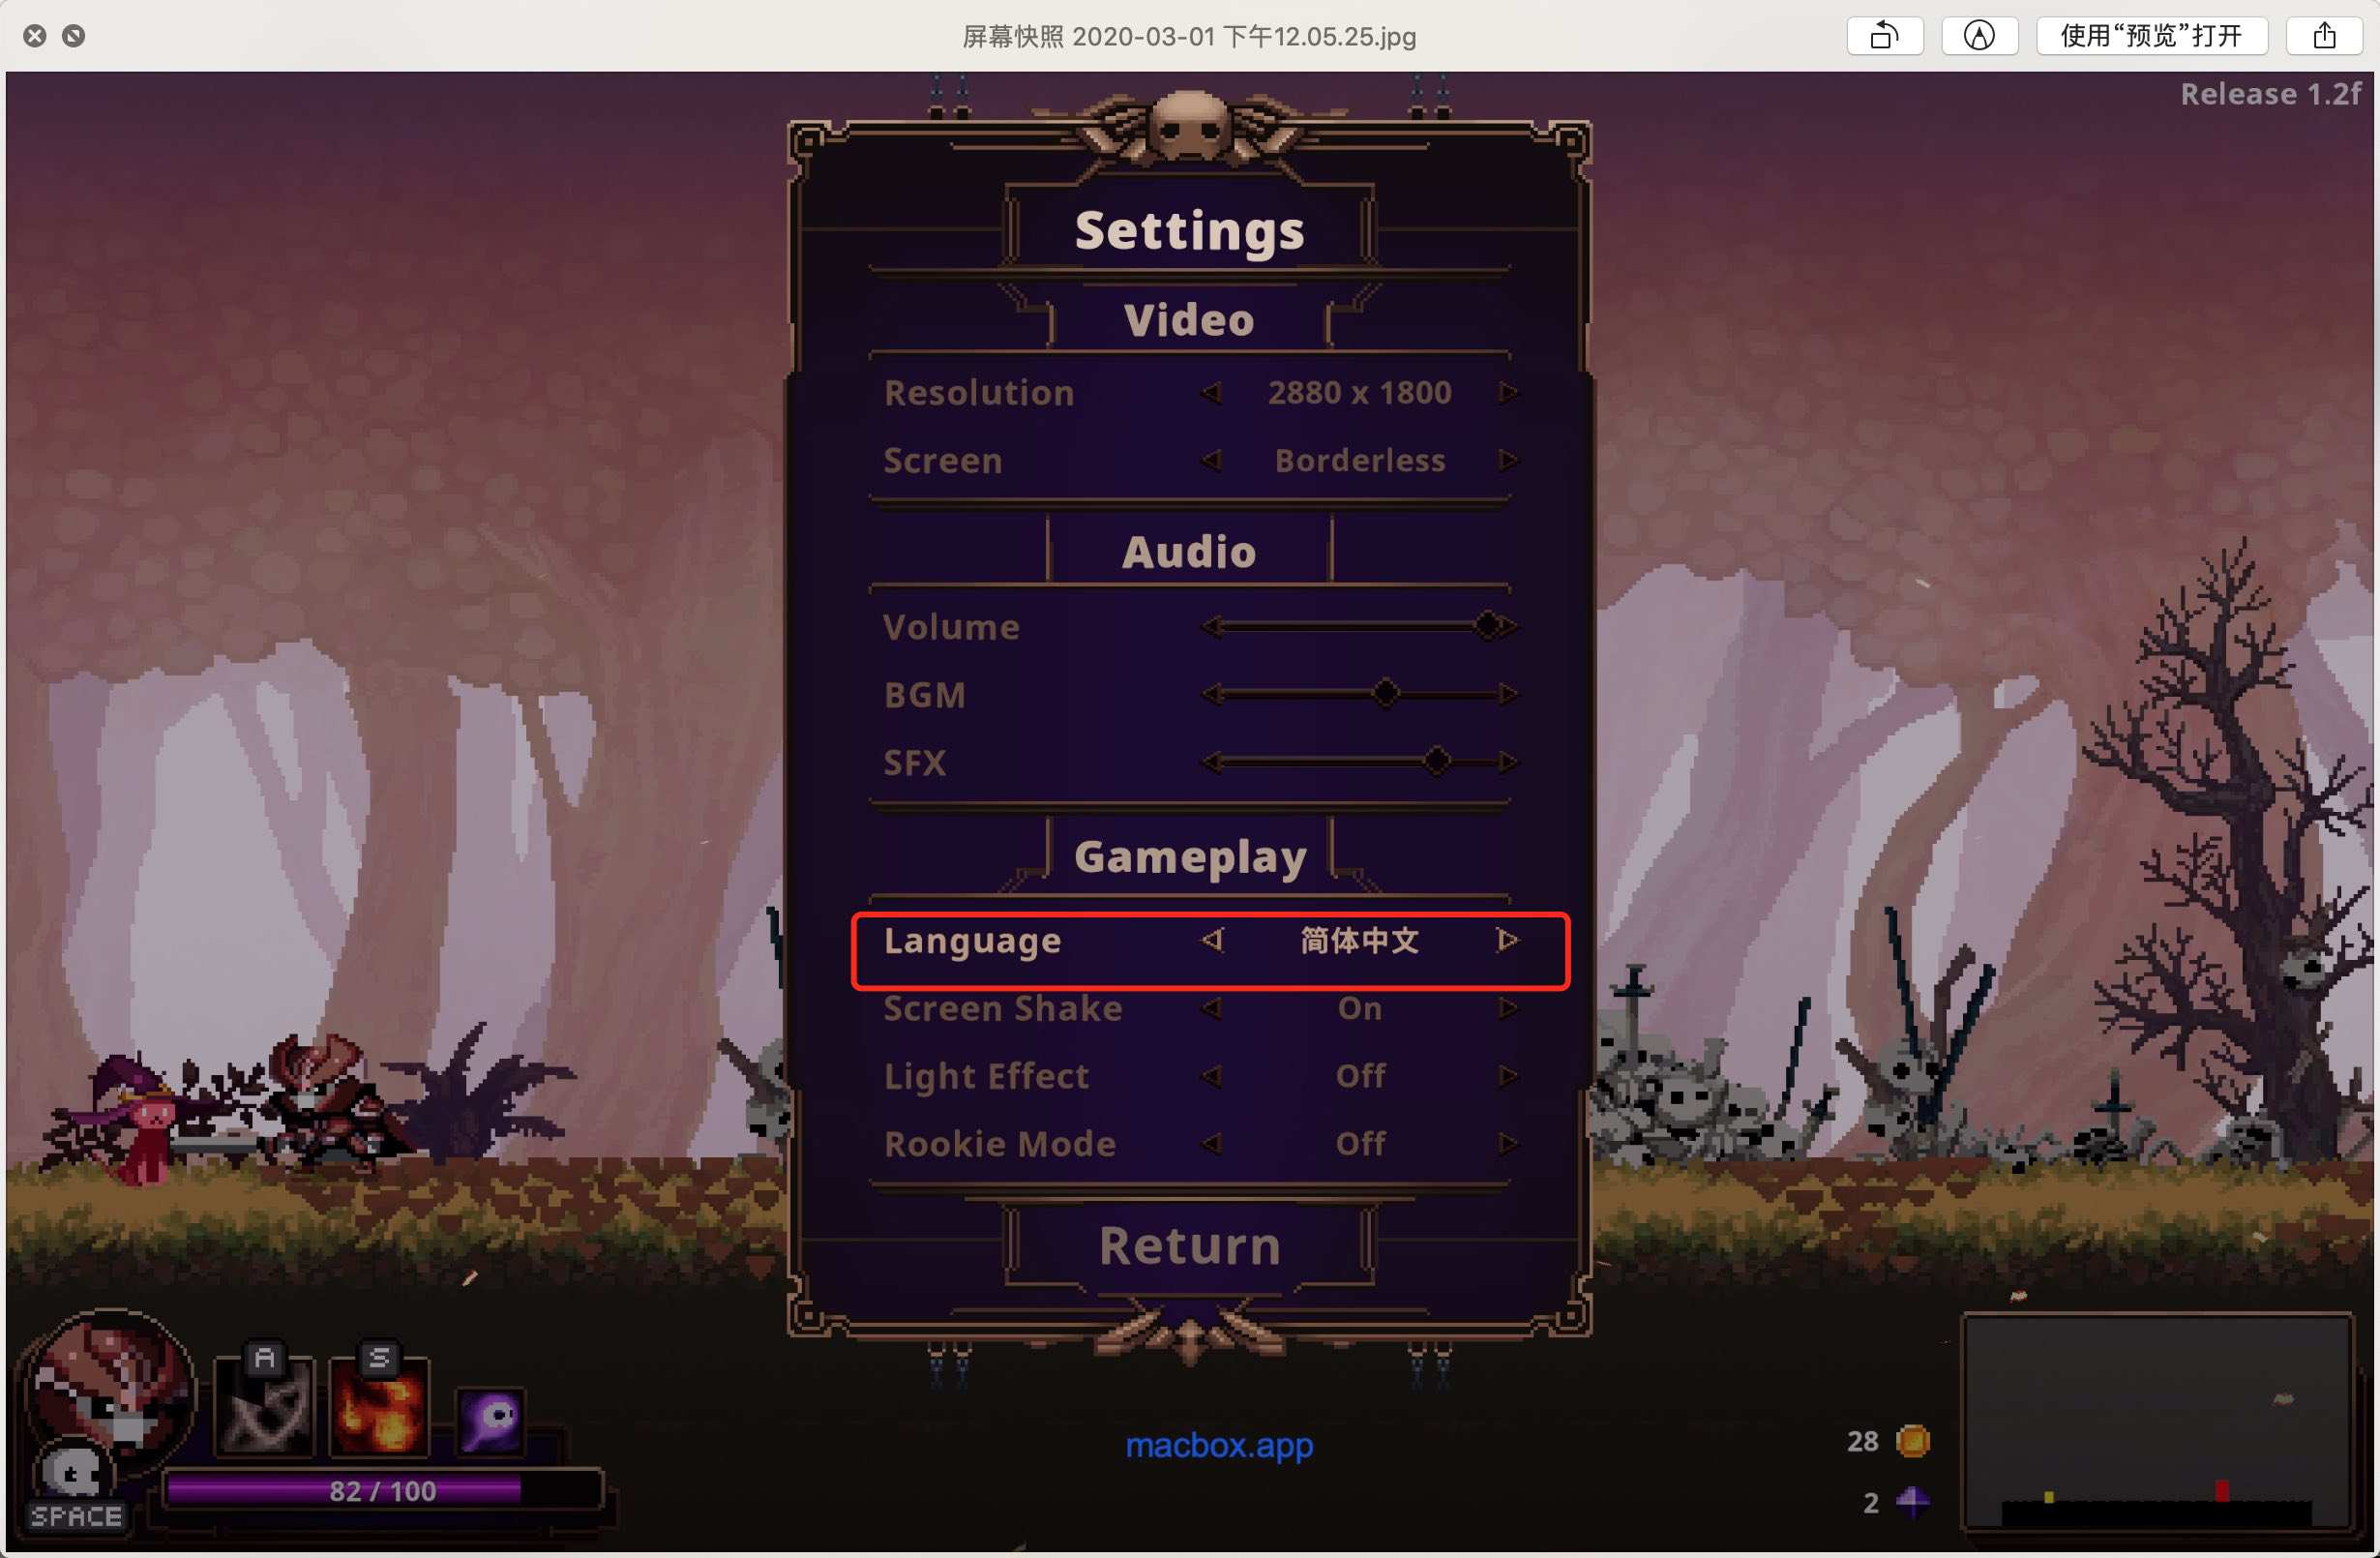 屏幕快照 2020-03-01 下午12.05.25.jpg
使用“预览”打开
Release 1.2f
Settings
Video
Resolution 2880 x 1800
Screen Borderless
Audio
Volume
BGM
SFX
Gameplay
Language 简体中文
Screen Shake On
Light Effect Off
Rookie Mode Off
Return
A S
82 / 100
SPACE
macbox.app
28
2